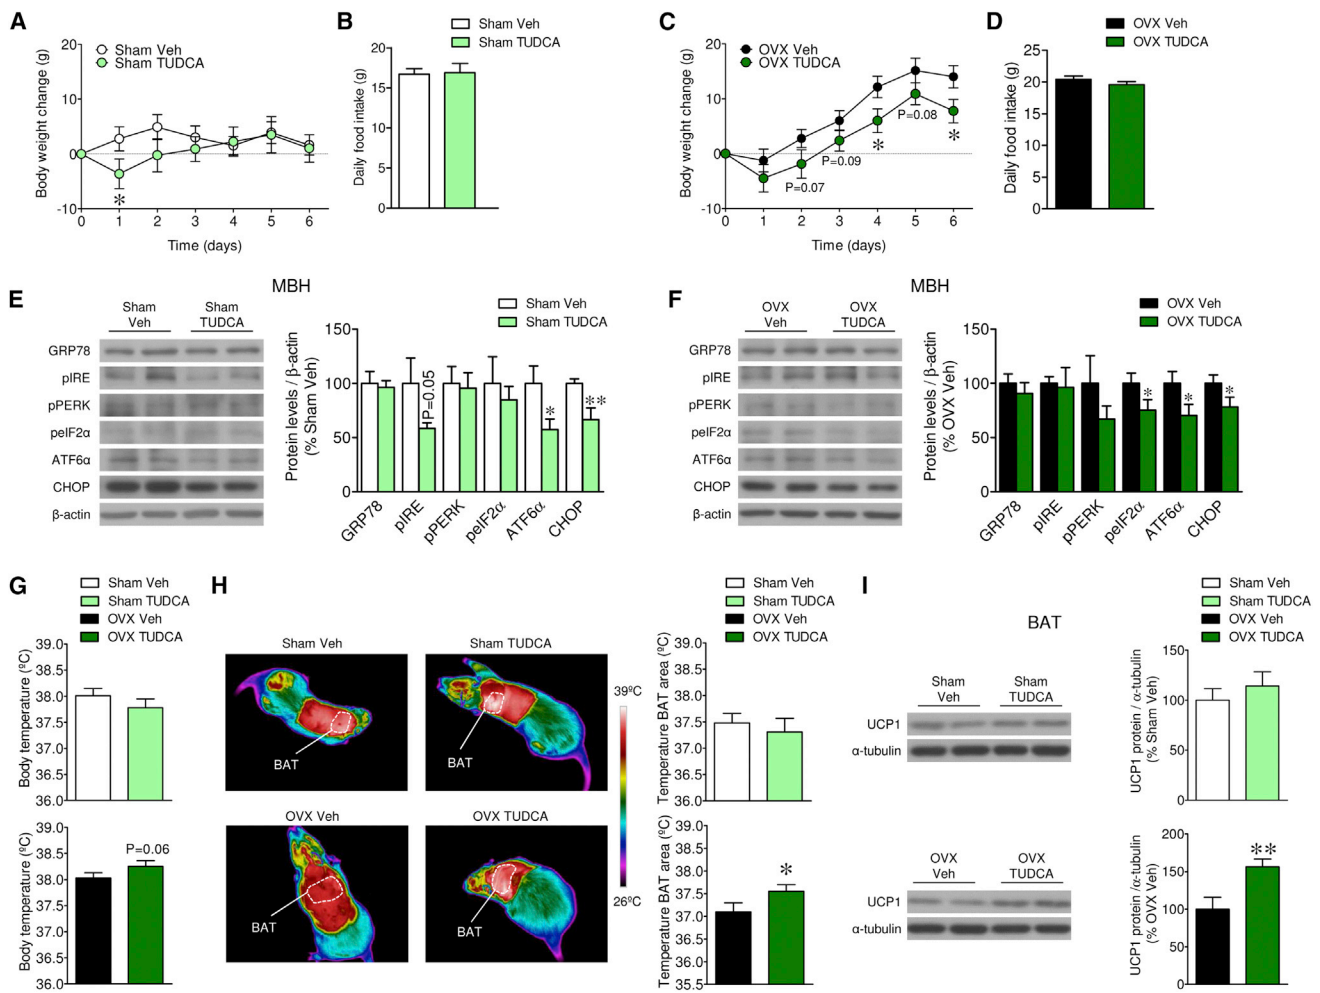 A
Sham Veh
Sham TUDCA
Body weight change (g)
20
10
0
-10
0 1 2 3 4 5 6
*
Time (days)
B
Sham Veh
Sham TUDCA
Daily food intake (g)
20
15
10
5
0
C
OVX Veh
OVX TUDCA
Body weight change (g)
20
10
0
-10
P=0.07
P=0.09
*
P=0.08
*
0 1 2 3 4 5 6
Time (days)
D
OVX Veh
OVX TUDCA
Daily food intake (g)
25
20
15
10
5
0
E
MBH
Sham Veh
Sham TUDCA
GRP78
pIRE
pPERK
peIF2α
ATF6α
CHOP
β-actin
Sham Veh
Sham TUDCA
Protein levels / β-actin
(% Sham Veh)
150
100
50
0
P=0.05
*
**
GRP78 pIRE pPERK peIF2α ATF6α CHOP
F
MBH
OVX Veh
OVX TUDCA
GRP78
pIRE
pPERK
peIF2α
ATF6α
CHOP
β-actin
OVX Veh
OVX TUDCA
Protein levels / β-actin
(% OVX Veh)
150
100
50
0
* * *
GRP78 pIRE pPERK peIF2α ATF6α CHOP
G
Sham Veh
Sham TUDCA
OVX Veh
OVX TUDCA
Body temperature (ºC)
39.0
38.5
38.0
37.5
37.0
36.5
36.0
Body temperature (ºC)
39.0
38.5
38.0
37.5
37.0
36.5
36.0
P=0.06
H
Sham Veh
BAT
Sham TUDCA
BAT
OVX Veh
BAT
OVX TUDCA
BAT
39ºC
26ºC
Sham Veh
Sham TUDCA
OVX Veh
OVX TUDCA
Temperature BAT area (ºC)
39.0
38.5
38.0
37.5
37.0
36.5
36.0
Temperature BAT area (ºC)
39.0
38.5
38.0
37.5
37.0
36.5
36.0
35.5
*
I
BAT
Sham Veh
Sham TUDCA
UCP1
α-tubulin
OVX Veh
OVX TUDCA
UCP1
α-tubulin
Sham Veh
Sham TUDCA
OVX Veh
OVX TUDCA
UCP1 protein / α-tubulin
(% Sham Veh)
150
100
50
0
UCP1 protein /α-tubulin
(% OVX Veh)
200
150
100
50
0
**